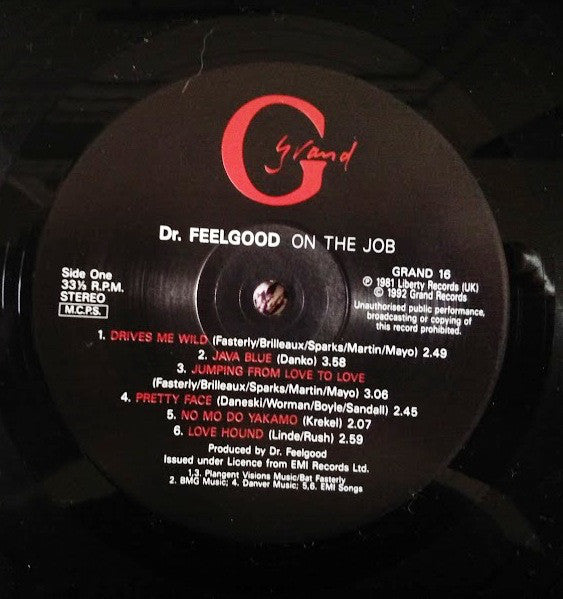 G
grand
Dr. FEELGOOD ON THE JOB
Side One
33⅓ R.P.M.
STEREO
M.C.P.S.
GRAND 16
℗ 1981 Liberty Records (UK)
© 1992 Grand Records
Unauthorised public performance,
broadcasting or copying of
this record prohibited.
1. DRIVES ME WILD (Fasterly/Brilleaux/Sparks/Martin/Mayo) 2.49
2. JAVA BLUE (Danko) 3.58
3. JUMPING FROM LOVE TO LOVE
(Fasterly/Brilleaux/Sparks/Martin/Mayo) 3.06
4. PRETTY FACE (Daneski/Worman/Boyle/Sandall) 2.45
5. NO MO DO YAKAMO (Krekel) 2.07
6. LOVE HOUND (Linde/Rush) 2.59
Produced by Dr. Feelgood
Issued under Licence from EMI Records Ltd.
1,3. Plangent Visions Music/Bat Fasterly
2. BMG Music; 4. Danver Music; 5,6. EMI Songs